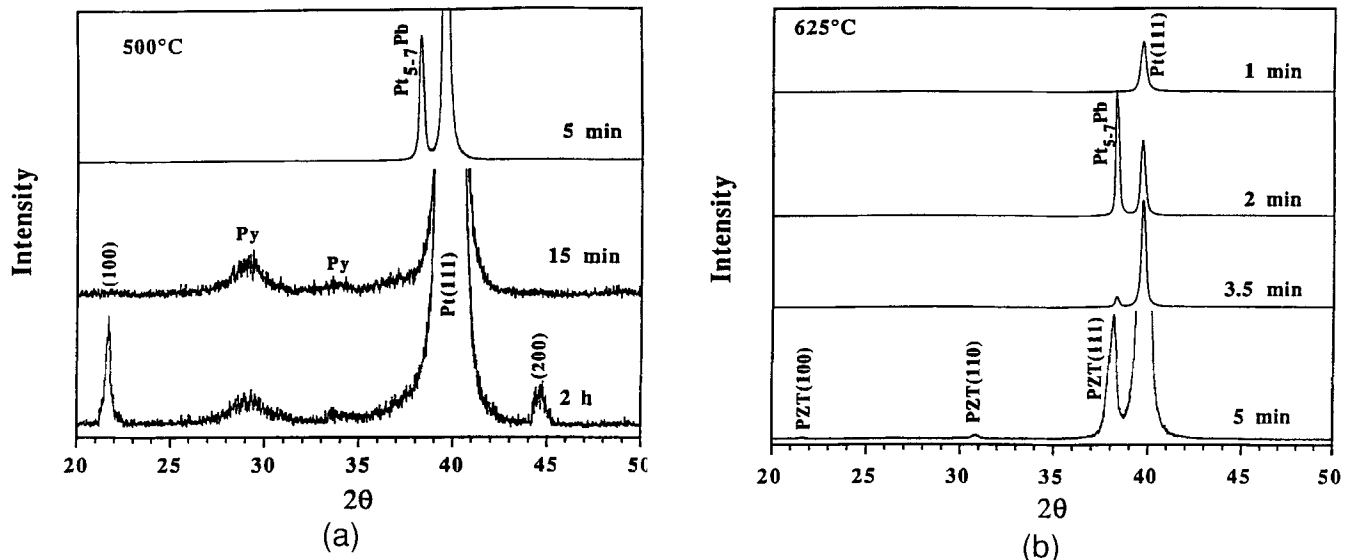 500°C
Pt5-7Pb
5 min
Py
Py
15 min
(100)
Pt(111)
(200)
2 h
Intensity
20 25 30 35 40 45 50
2θ
(a)
625°C
Pt(111)
1 min
Pt5-7Pb
2 min
3.5 min
PZT(100)
PZT(110)
PZT(111)
5 min
Intensity
20 25 30 35 40 45 50
2θ
(b)